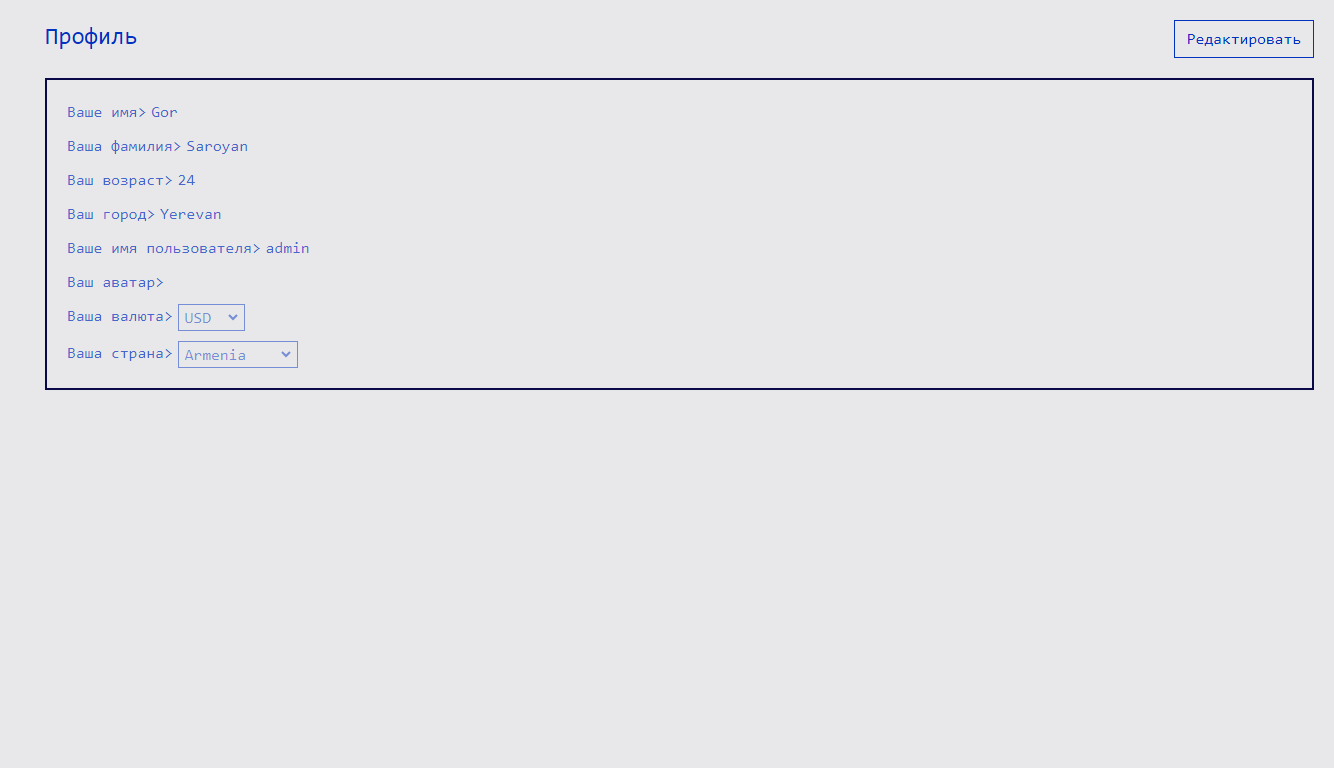 Профиль
Редактировать
Ваше имя> Gor
Ваша фамилия> Saroyan
Ваш возраст> 24
Ваш город> Yerevan
Ваше имя пользователя> admin
Ваш аватар>
Ваша валюта> USD
Ваша страна> Armenia